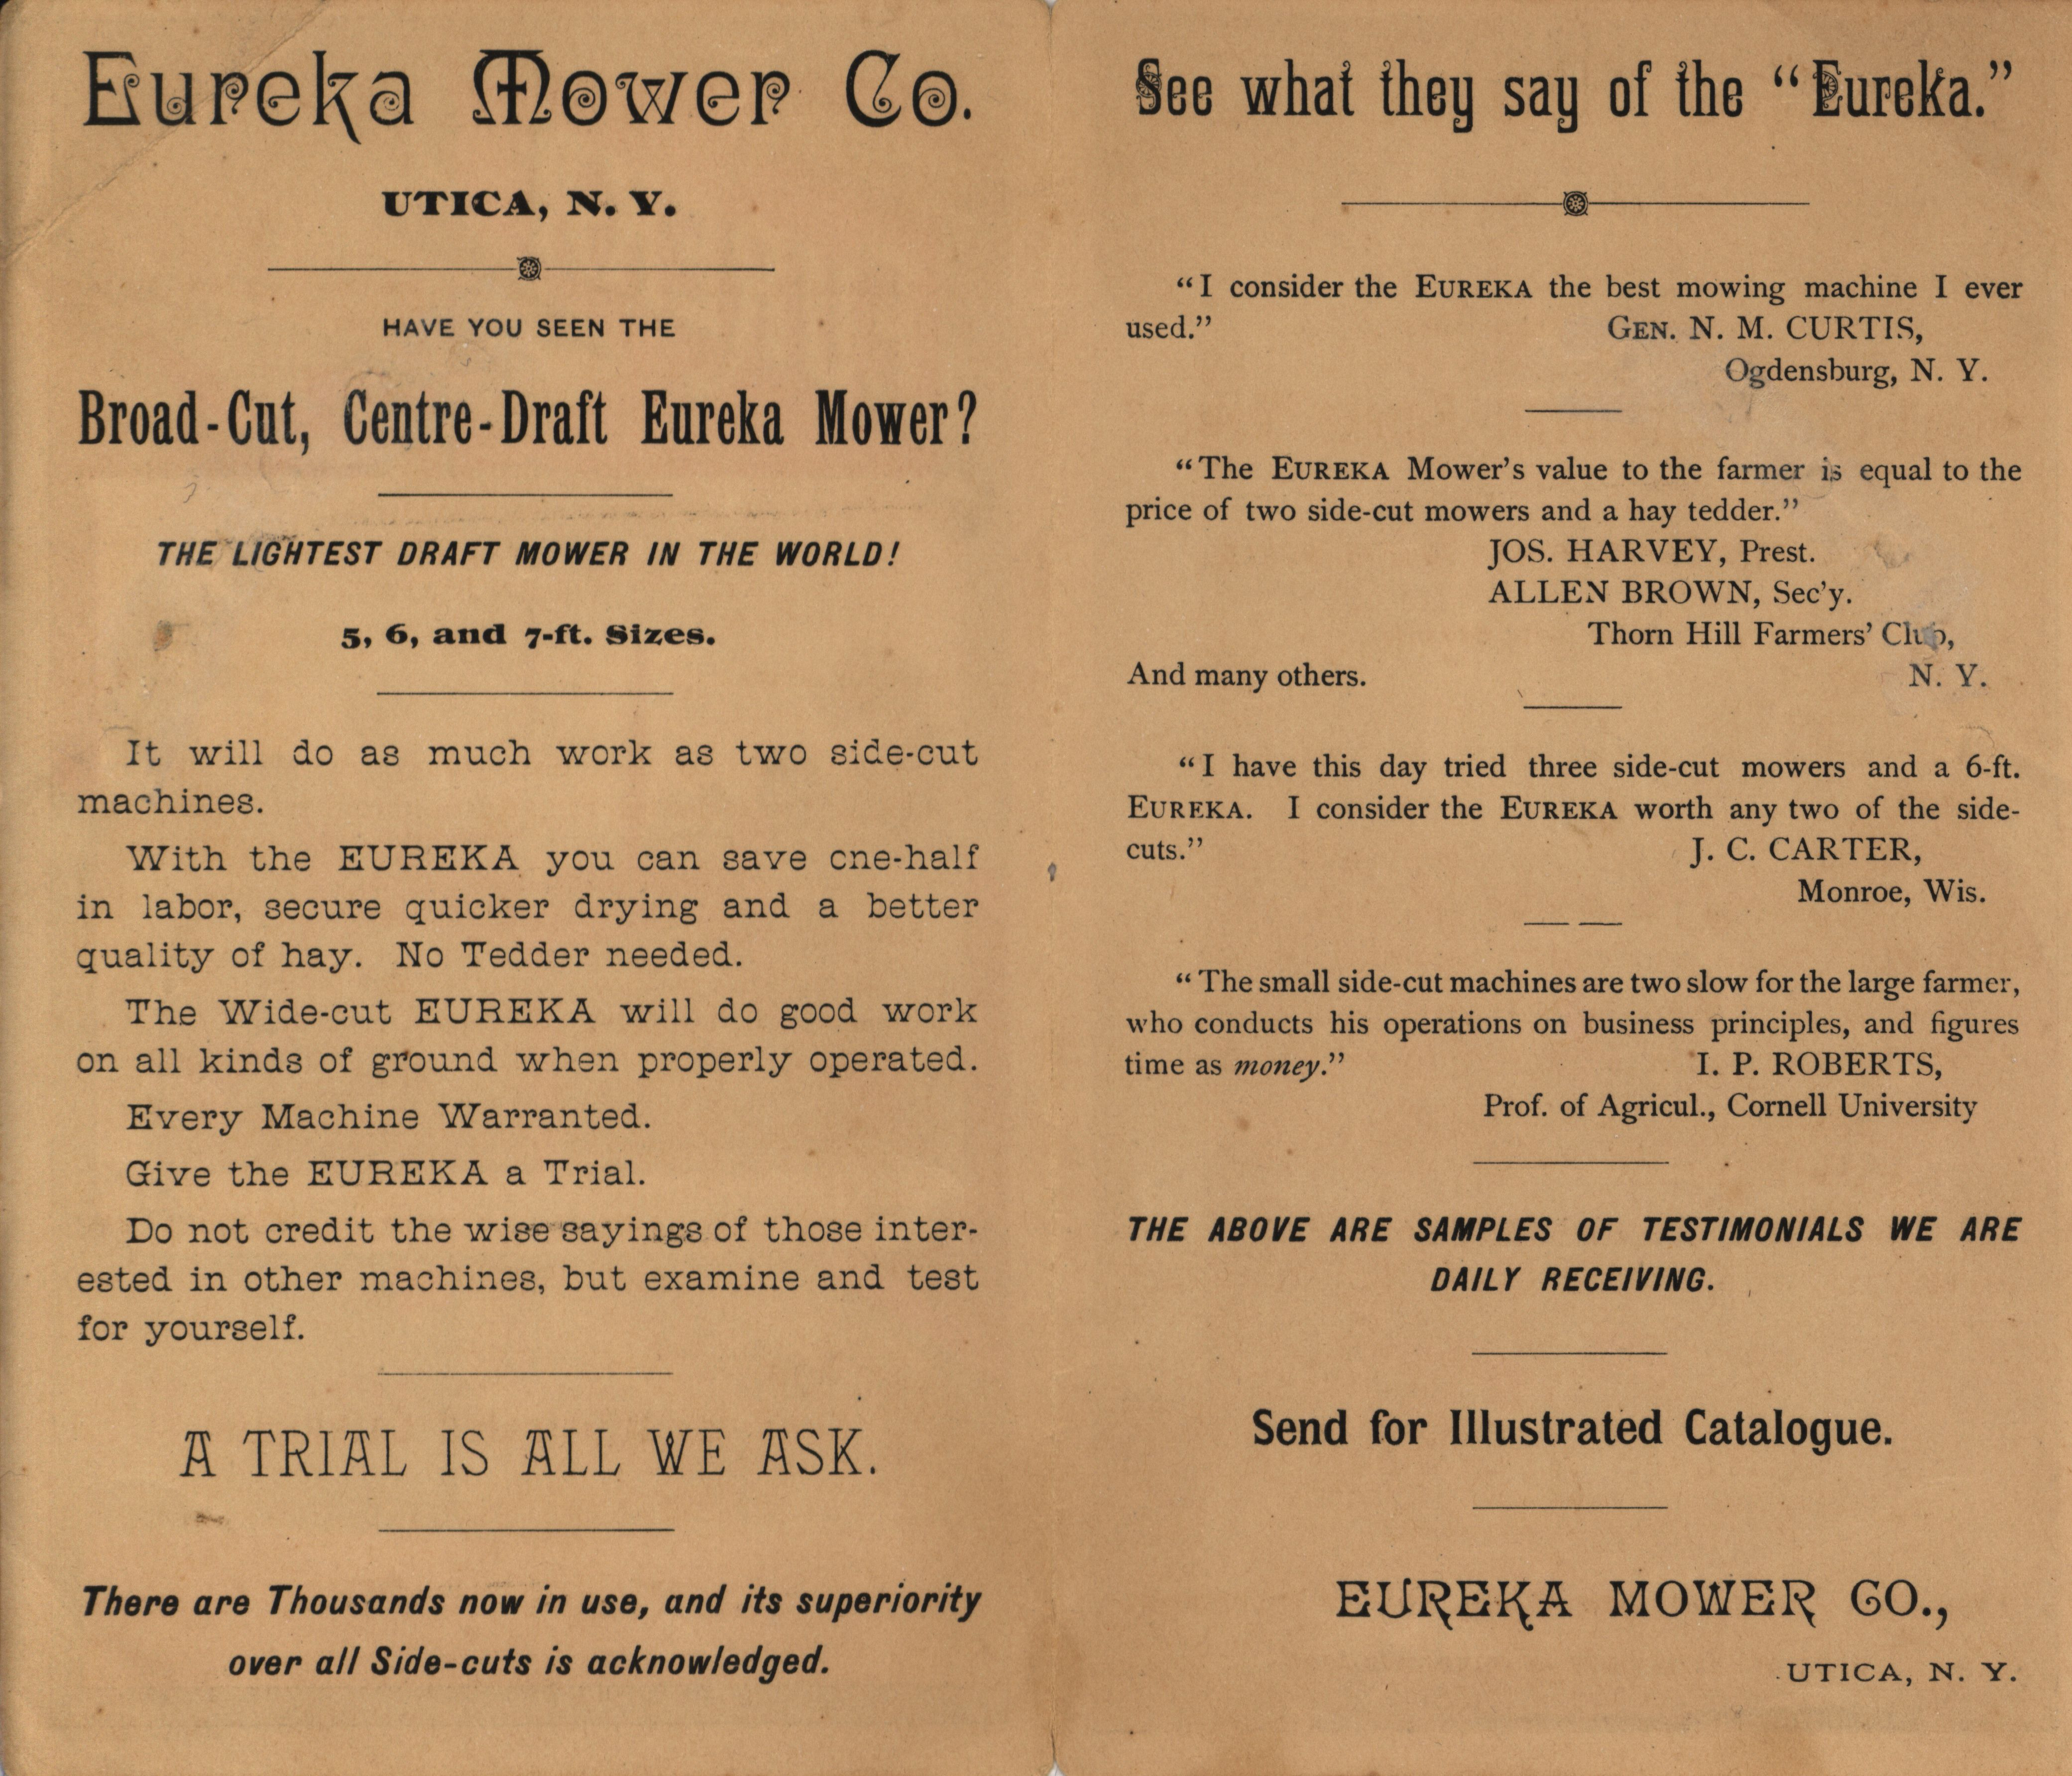 Eureka Mower Co.
UTICA, N. Y.
HAVE YOU SEEN THE
Broad-Cut, Centre-Draft Eureka Mower?
THE LIGHTEST DRAFT MOWER IN THE WORLD!
5, 6, and 7-ft. Sizes.
It will do as much work as two side-cut
machines.
With the EUREKA you can save one-half
in labor, secure quicker drying and a better
quality of hay. No Tedder needed.
The Wide-cut EUREKA will do good work
on all kinds of ground when properly operated.
Every Machine Warranted.
Give the EUREKA a Trial.
Do not credit the wise sayings of those inter-
ested in other machines, but examine and test
for yourself.
A TRIAL IS ALL WE ASK.
There are Thousands now in use, and its superiority
over all Side-cuts is acknowledged.
See what they say of the “Eureka.”
“I consider the EUREKA the best mowing machine I ever
used.” GEN. N. M. CURTIS,
Ogdensburg, N. Y.
“The EUREKA Mower’s value to the farmer is equal to the
price of two side-cut mowers and a hay tedder.”
JOS. HARVEY, Prest.
ALLEN BROWN, Sec’y.
Thorn Hill Farmers’ Club,
And many others. N. Y.
“I have this day tried three side-cut mowers and a 6-ft.
EUREKA. I consider the EUREKA worth any two of the side-
cuts.” J. C. CARTER,
Monroe, Wis.
“The small side-cut machines are two slow for the large farmer,
who conducts his operations on business principles, and figures
time as money.” I. P. ROBERTS,
Prof. of Agricul., Cornell University
THE ABOVE ARE SAMPLES OF TESTIMONIALS WE ARE
DAILY RECEIVING.
Send for Illustrated Catalogue.
EUREKA MOWER CO.,
UTICA, N. Y.